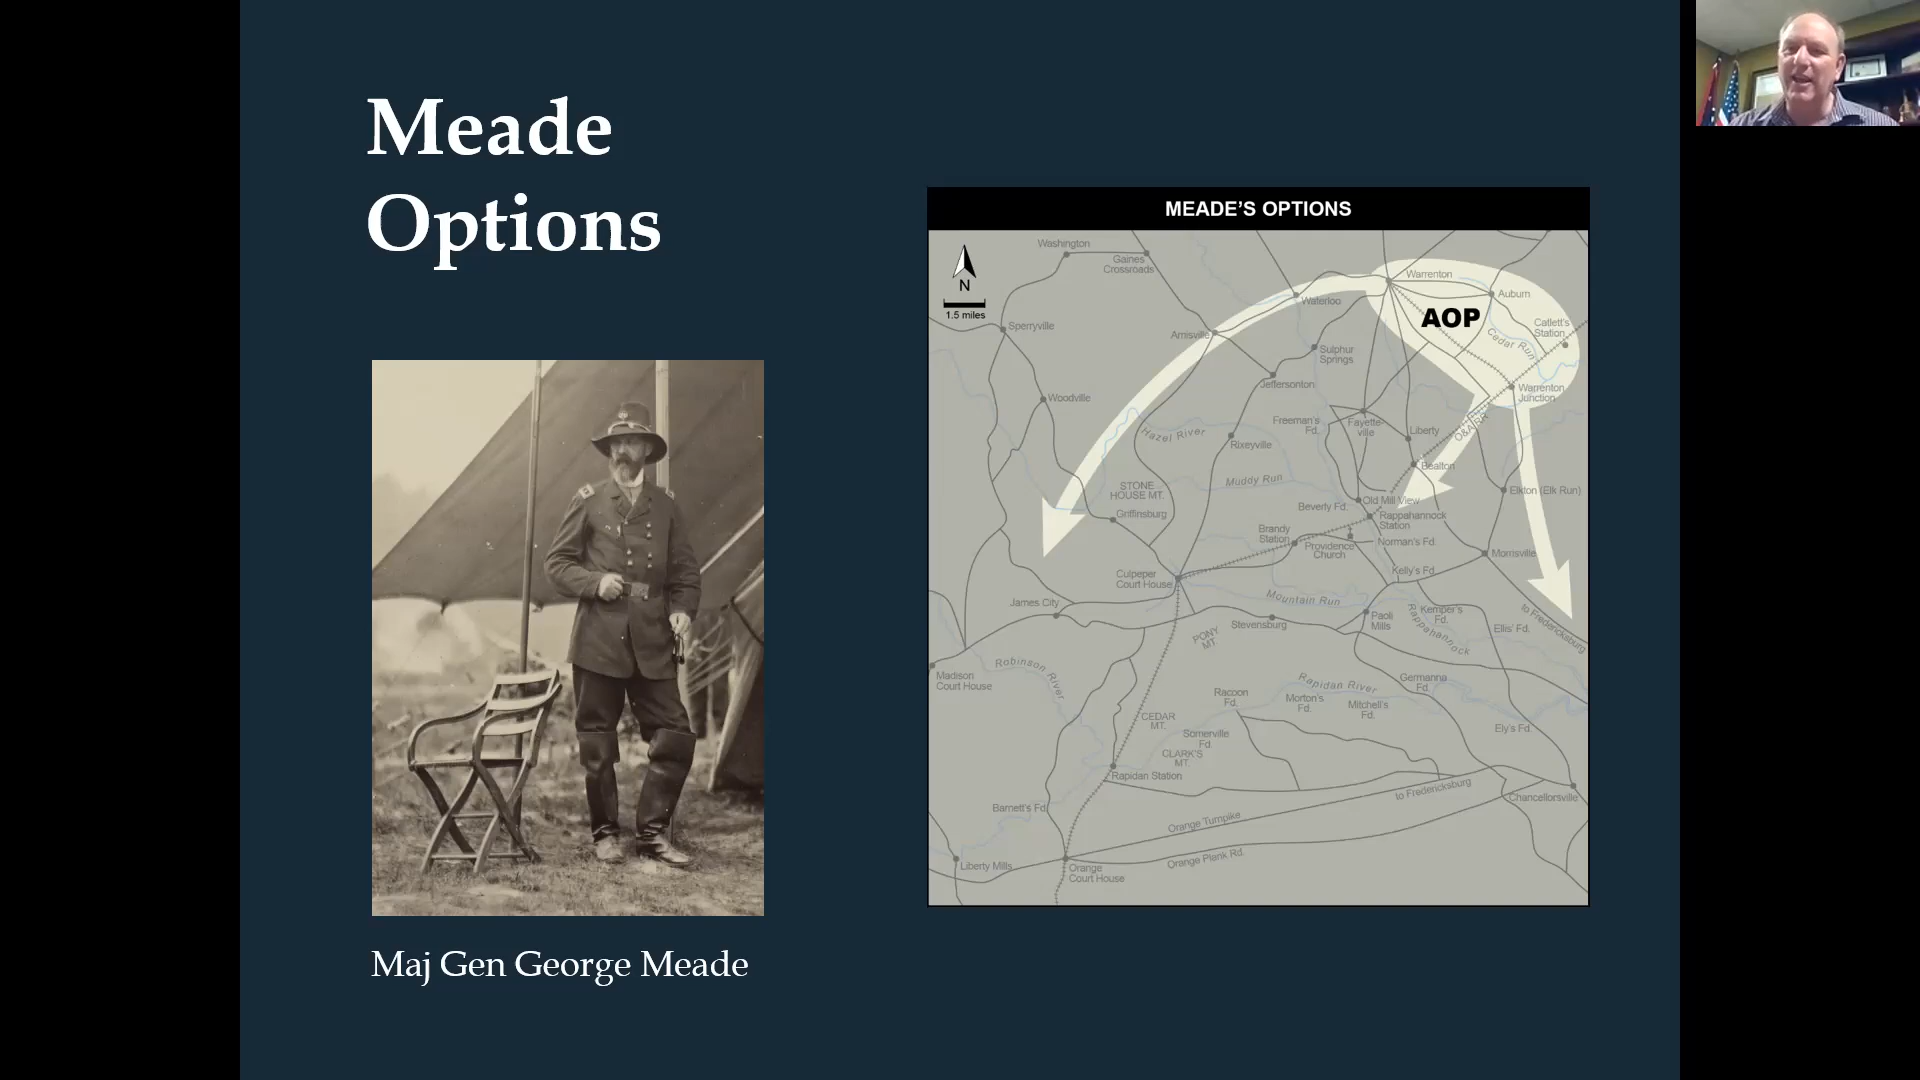 Meade
Options
Maj Gen George Meade
MEADE'S OPTIONS
N
1.5 miles
Washington
Gaines
Crossroads
Warrenton
Auburn
Waterloo
AOP
Catlett's
Station
Cedar Run
Sperryville
Amisville
Sulphur
Springs
Jeffersonton
Warrenton
Junction
Woodville
Freeman's
Fd.
Fayette-
ville
Liberty
O&A RR
Hazel River
Rixeyville
Bealton
Muddy Run
STONE
HOUSE MT.
Elkton (Elk Run)
Old Mill View
Beverly Fd.
Griffinsburg
Rappahannock
Station
Brandy
Station
Providence
Church
Norman's Fd.
Morrisville
Culpeper
Court House
Kelly's Fd.
James City
Mountain Run
Kemper's
Fd.
to Fredericksburg
Paoli
Mills
Rappahannock
Ellis' Fd.
Stevensburg
PONY
MT.
Robinson River
Madison
Court House
Germanna
Fd.
Rapidan River
Racoon
Fd.
Morton's
Fd.
Mitchell's
Fd.
CEDAR
MT.
Ely's Fd.
Somerville
Fd.
CLARK'S
MT.
Rapidan Station
to Fredericksburg
Chancellorsville
Barnett's Fd.
Orange Turnpike
Orange Plank Rd.
Liberty Mills
Orange
Court House